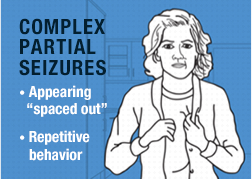 COMPLEX
PARTIAL
SEIZURES
• Appearing
“spaced out”
• Repetitive
behavior